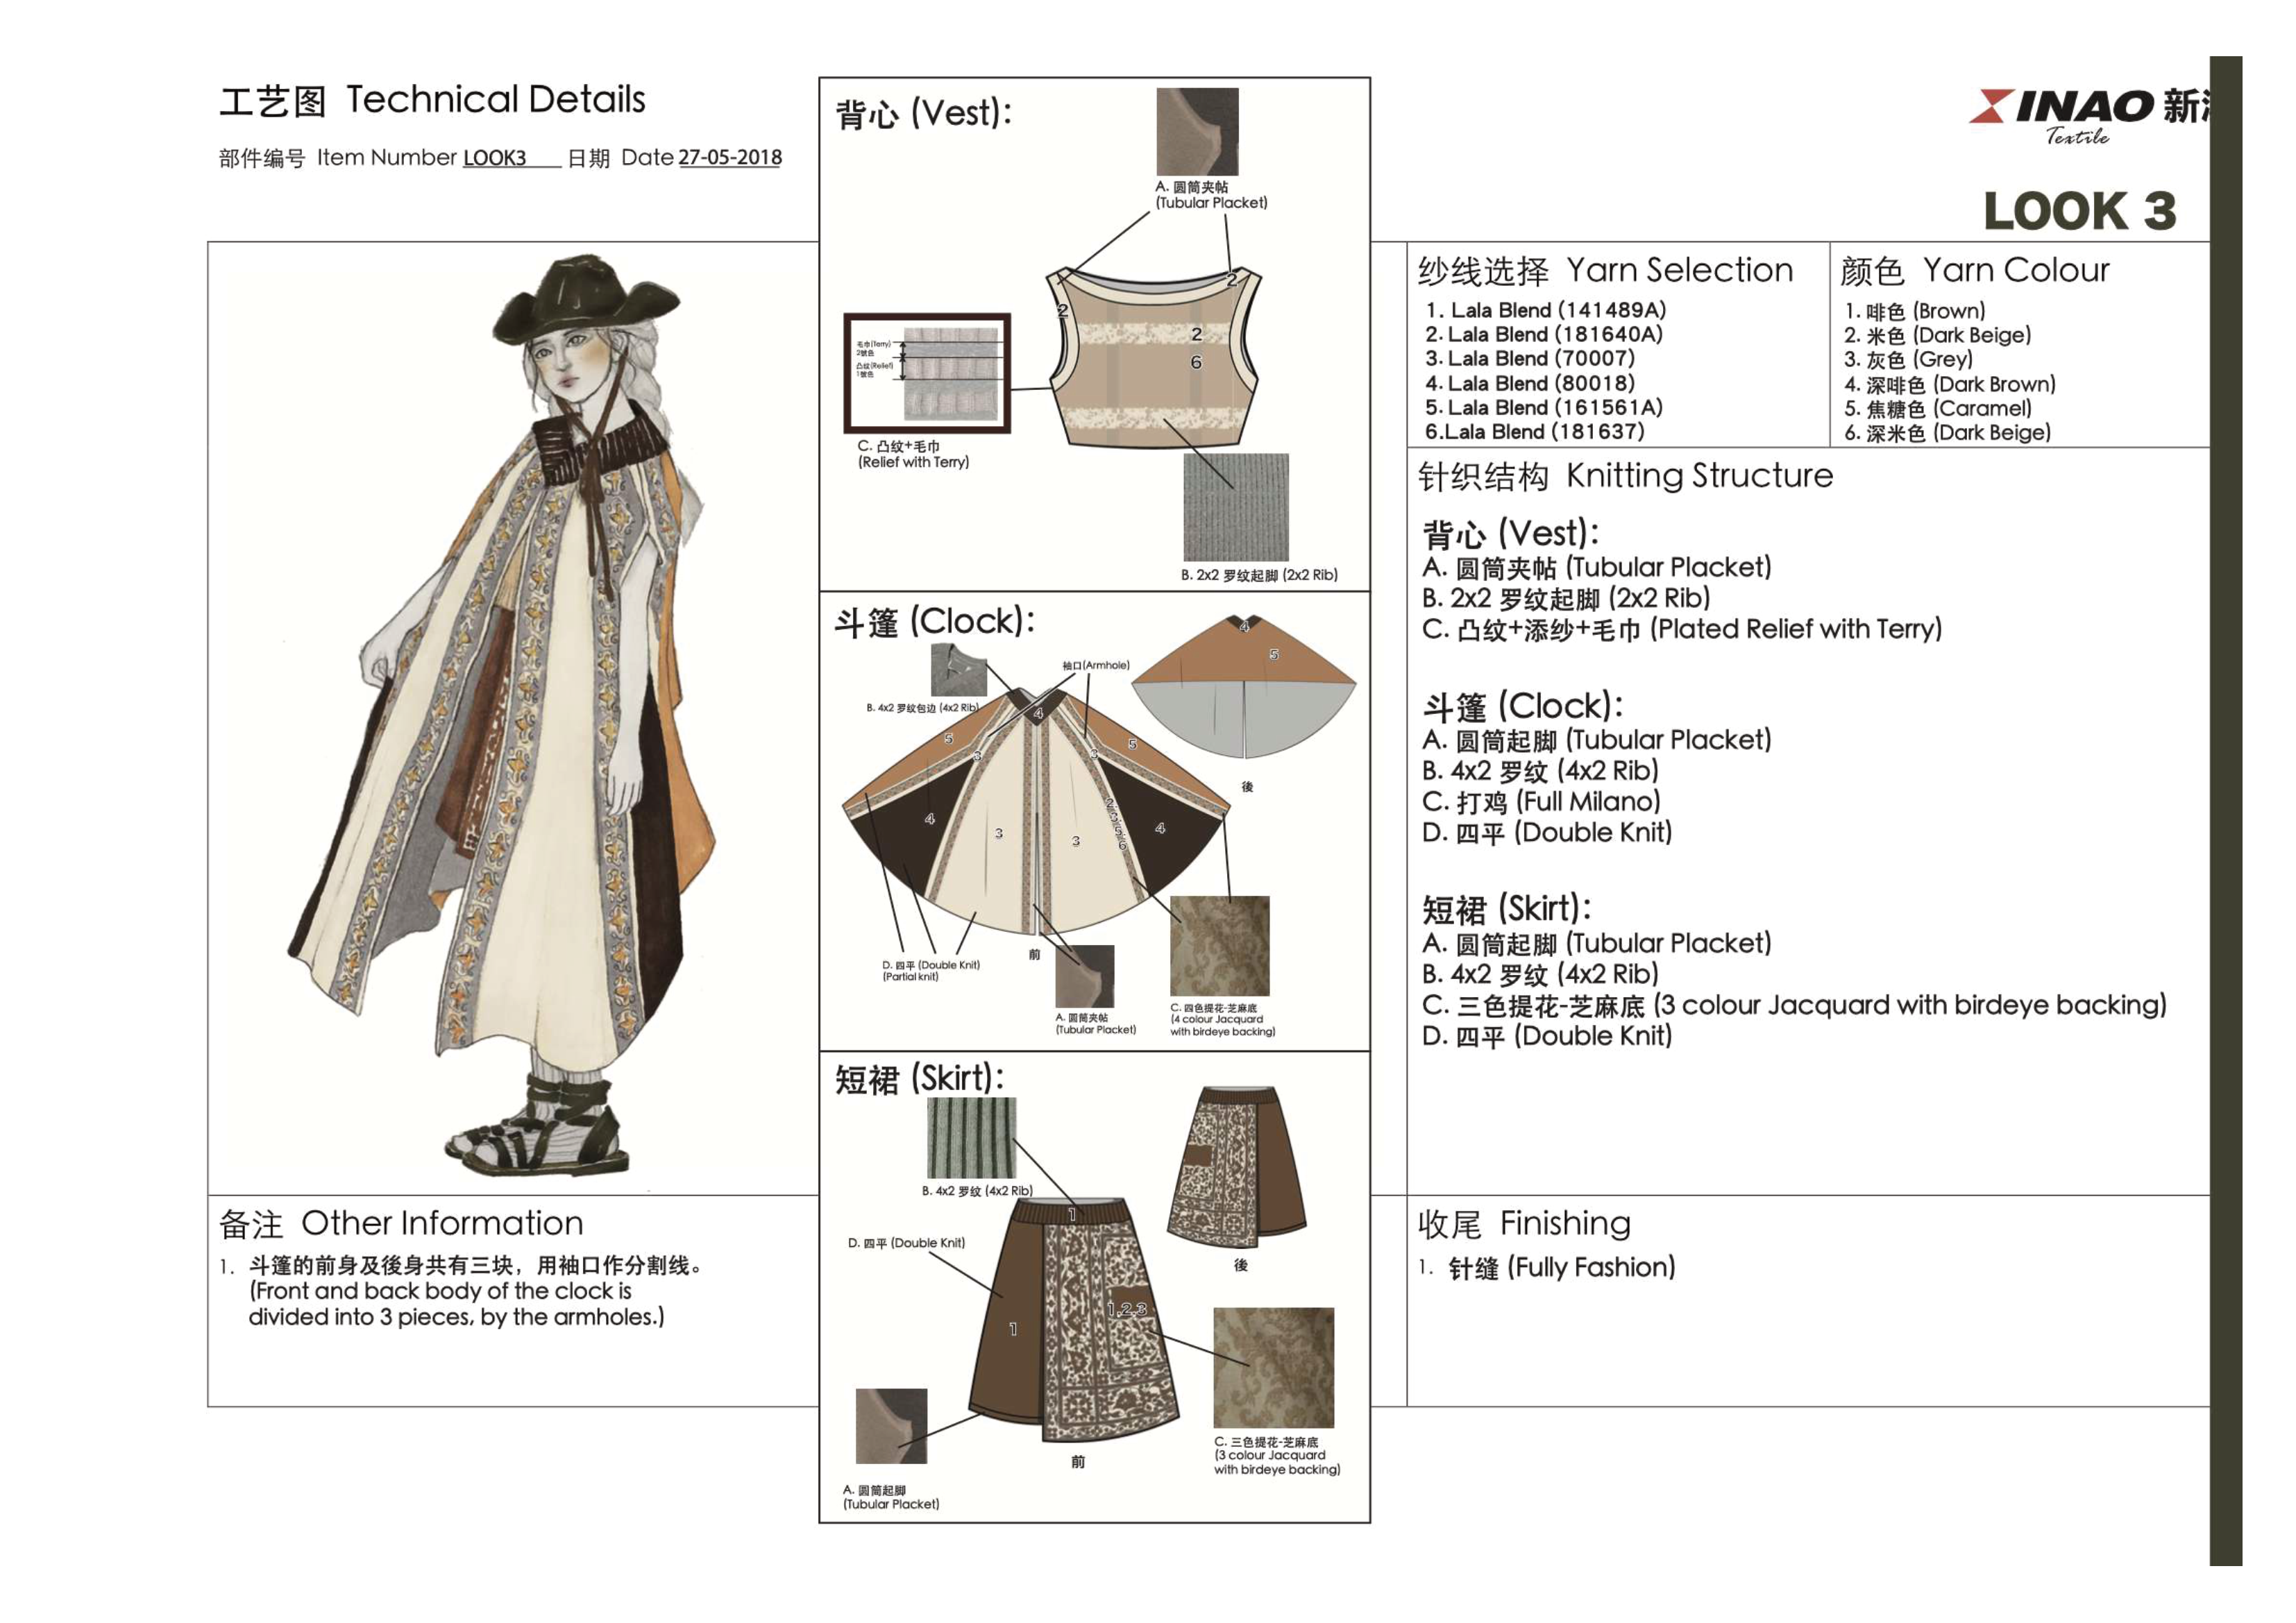 工艺图 Technical Details
部件编号 Item Number LOOK3 日期 Date 27-05-2018
INAO 新
Textile
LOOK 3
背心 (Vest):
A. 圆筒夹帖
(Tubular Placket)
2
2
2
6
毛巾(Terry)
2號色
凸紋(Relief)
1號色
C. 凸纹+毛巾
(Relief with Terry)
B. 2x2 罗纹起脚 (2x2 Rib)
斗篷 (Clock):
4
5
袖口(Armhole)
B. 4x2 罗纹包边 (4x2 Rib)
4
5
5
3
3
後
2
3
5
6
4
4
3
3
前
D. 四平 (Double Knit)
(Partial knit)
A. 圆筒夹帖
(Tubular Placket)
C. 四色提花-芝麻底
(4 colour Jacquard
with birdeye backing)
短裙 (Skirt):
B. 4x2 罗纹 (4x2 Rib)
1
D. 四平 (Double Knit)
後
1,2,3
1
前
C. 三色提花-芝麻底
(3 colour Jacquard
with birdeye backing)
A. 圆筒起脚
(Tubular Placket)
纱线选择 Yarn Selection
1. Lala Blend (141489A)
2. Lala Blend (181640A)
3. Lala Blend (70007)
4. Lala Blend (80018)
5. Lala Blend (161561A)
6.Lala Blend (181637)
颜色 Yarn Colour
1. 啡色 (Brown)
2. 米色 (Dark Beige)
3. 灰色 (Grey)
4. 深啡色 (Dark Brown)
5. 焦糖色 (Caramel)
6. 深米色 (Dark Beige)
针织结构 Knitting Structure
背心 (Vest):
A. 圆筒夹帖 (Tubular Placket)
B. 2x2 罗纹起脚 (2x2 Rib)
C. 凸纹+添纱+毛巾 (Plated Relief with Terry)
斗篷 (Clock):
A. 圆筒起脚 (Tubular Placket)
B. 4x2 罗纹 (4x2 Rib)
C. 打鸡 (Full Milano)
D. 四平 (Double Knit)
短裙 (Skirt):
A. 圆筒起脚 (Tubular Placket)
B. 4x2 罗纹 (4x2 Rib)
C. 三色提花-芝麻底 (3 colour Jacquard with birdeye backing)
D. 四平 (Double Knit)
备注 Other Information
1. 斗篷的前身及後身共有三块，用袖口作分割线。
(Front and back body of the clock is
divided into 3 pieces, by the armholes.)
收尾 Finishing
1. 针缝 (Fully Fashion)